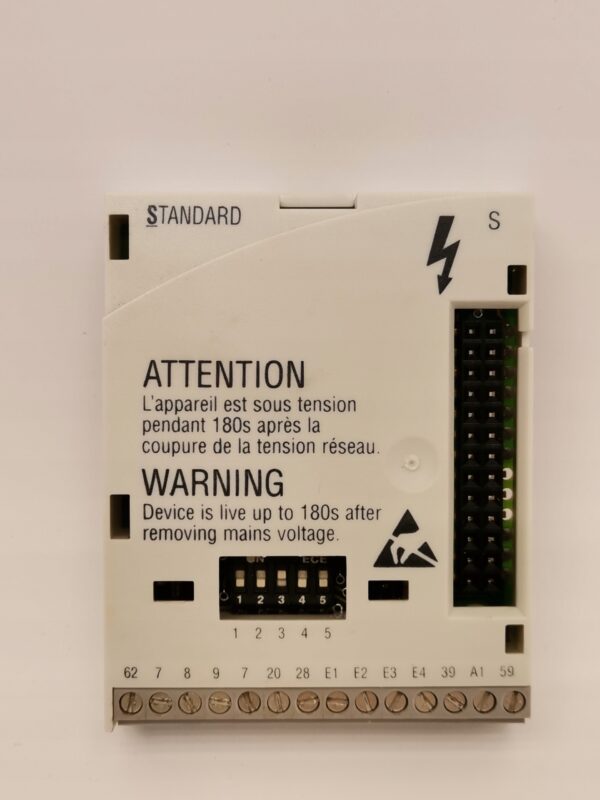 STANDARD
S
ATTENTION
L'appareil est sous tension
pendant 180s après la
coupure de la tension réseau.
WARNING
Device is live up to 180s after
removing mains voltage.
ON ECE
1 2 3 4 5
1 2 3 4 5
62 7 8 9 7 20 28 E1 E2 E3 E4 39 A1 59